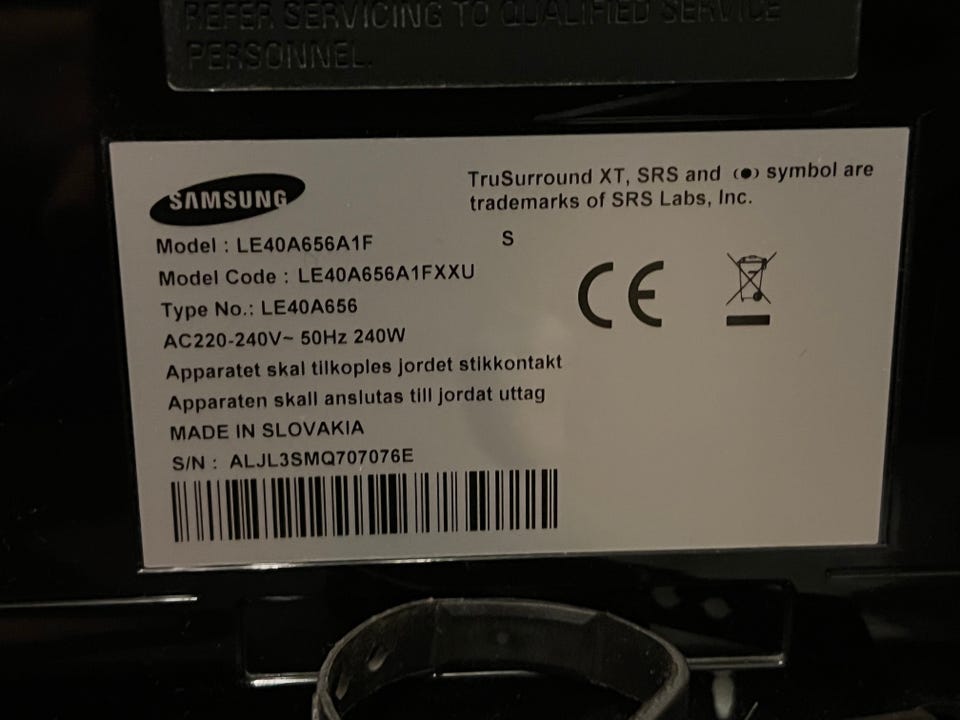 REFER SERVICING TO QUALIFIED SERVICE
PERSONNEL.
SAMSUNG
TruSurround XT, SRS and (●) symbol are
trademarks of SRS Labs, Inc.
Model : LE40A656A1F S
Model Code : LE40A656A1FXXU
Type No.: LE40A656
AC220-240V~ 50Hz 240W
Apparatet skal tilkoples jordet stikkontakt
Apparaten skall anslutas till jordat uttag
MADE IN SLOVAKIA
S/N : ALJL3SMQ707076E
CE